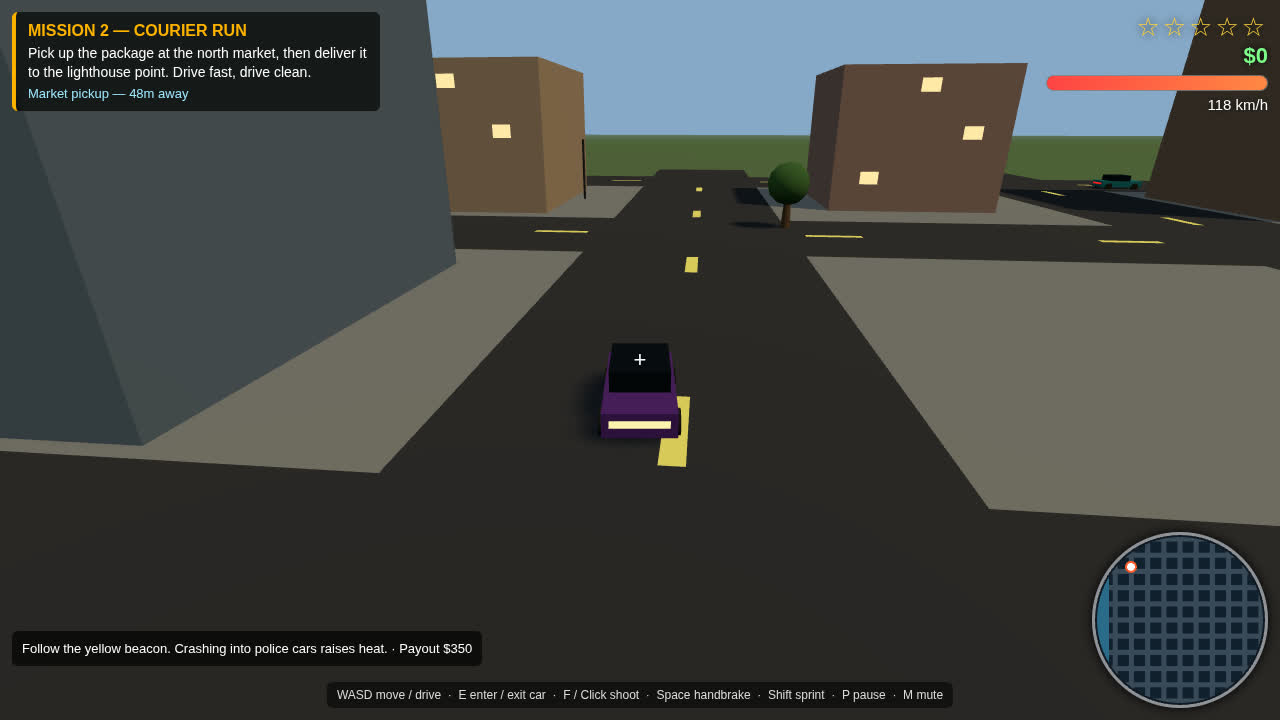 MISSION 2 — COURIER RUN
Pick up the package at the north market, then deliver it
to the lighthouse point. Drive fast, drive clean.
Market pickup — 48m away
☆☆☆☆☆
$0
118 km/h
+
Follow the yellow beacon. Crashing into police cars raises heat. · Payout $350
WASD move / drive · E enter / exit car · F / Click shoot · Space handbrake · Shift sprint · P pause · M mute